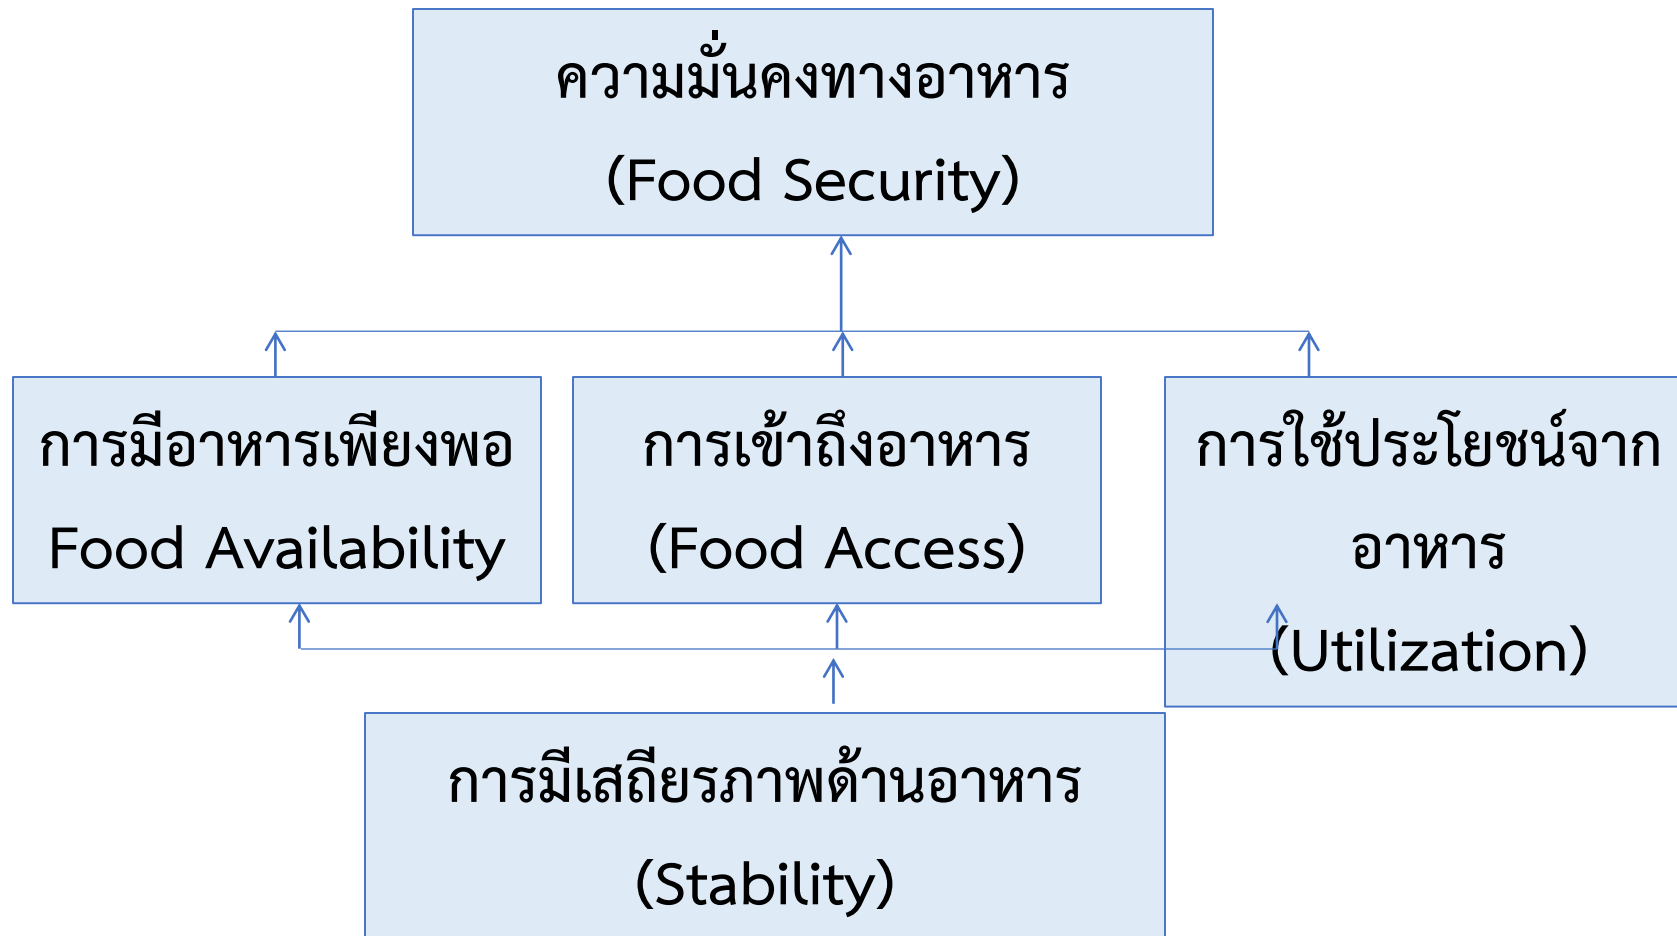 ความมั่นคงทางอาหาร
(Food Security)
การมีอาหารเพียงพอ
Food Availability
การเข้าถึงอาหาร
(Food Access)
การใช้ประโยชน์จาก
อาหาร
(Utilization)
การมีเสถียรภาพด้านอาหาร
(Stability)